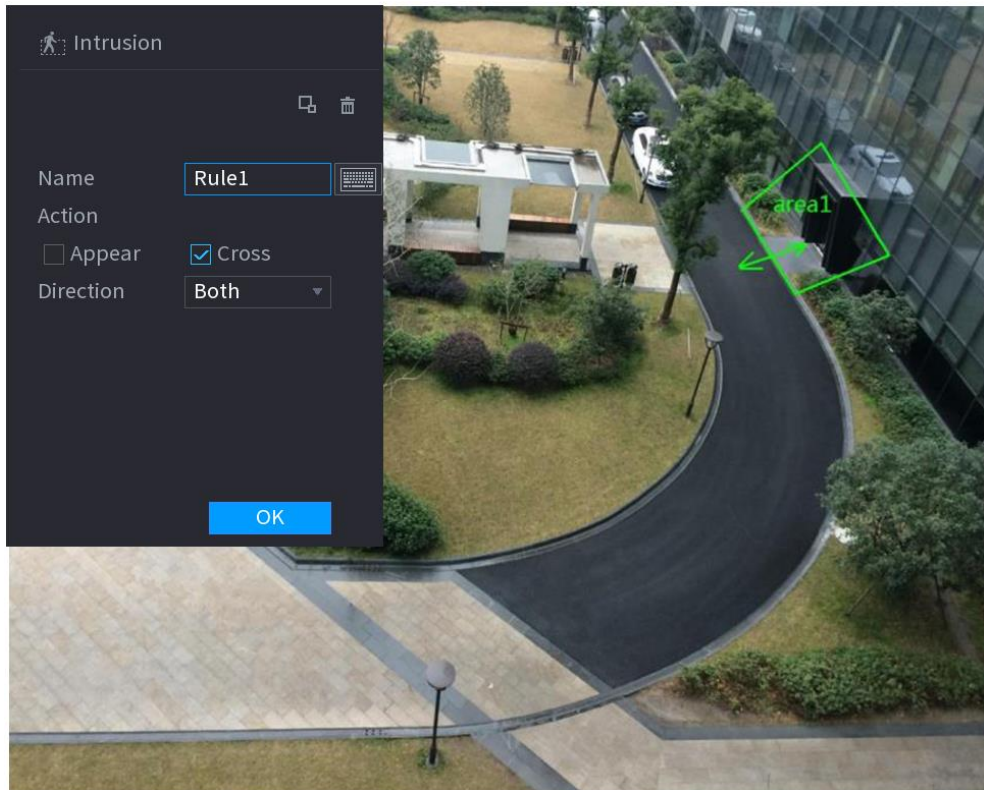 Intrusion
Name
Rule1
Action
Appear
Cross
Direction
Both
OK
area1